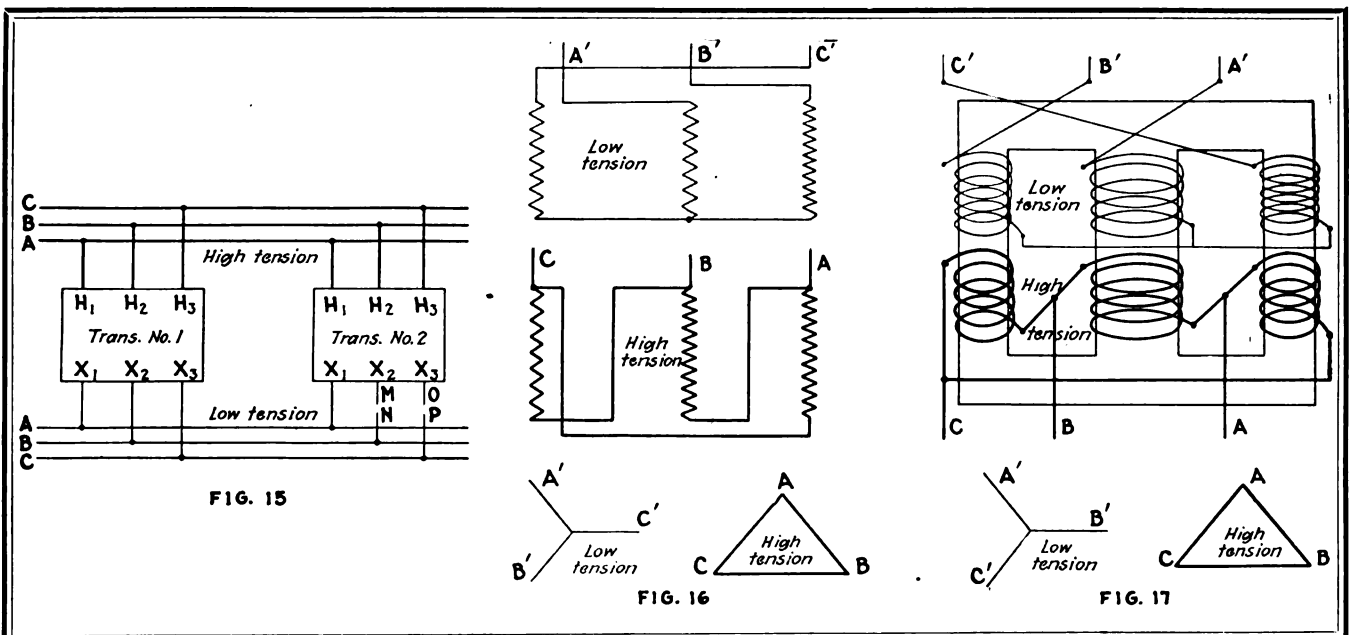 C
B
A
High tension
H1 H2 H3
Trans. No.1
X1 X2 X3
H1 H2 H3
Trans. No.2
X1 X2 X3
M O
N P
Low tension
A
B
C
FIG. 15
A' B' C'
Low
tension
C B A
High
tension
A'
B'
C'
Low
tension
A
C
B
High
tension
FIG. 16
C' B' A'
Low
tension
High
tension
C B A
A'
B'
C'
Low
tension
A
C
B
High
tension
FIG. 17